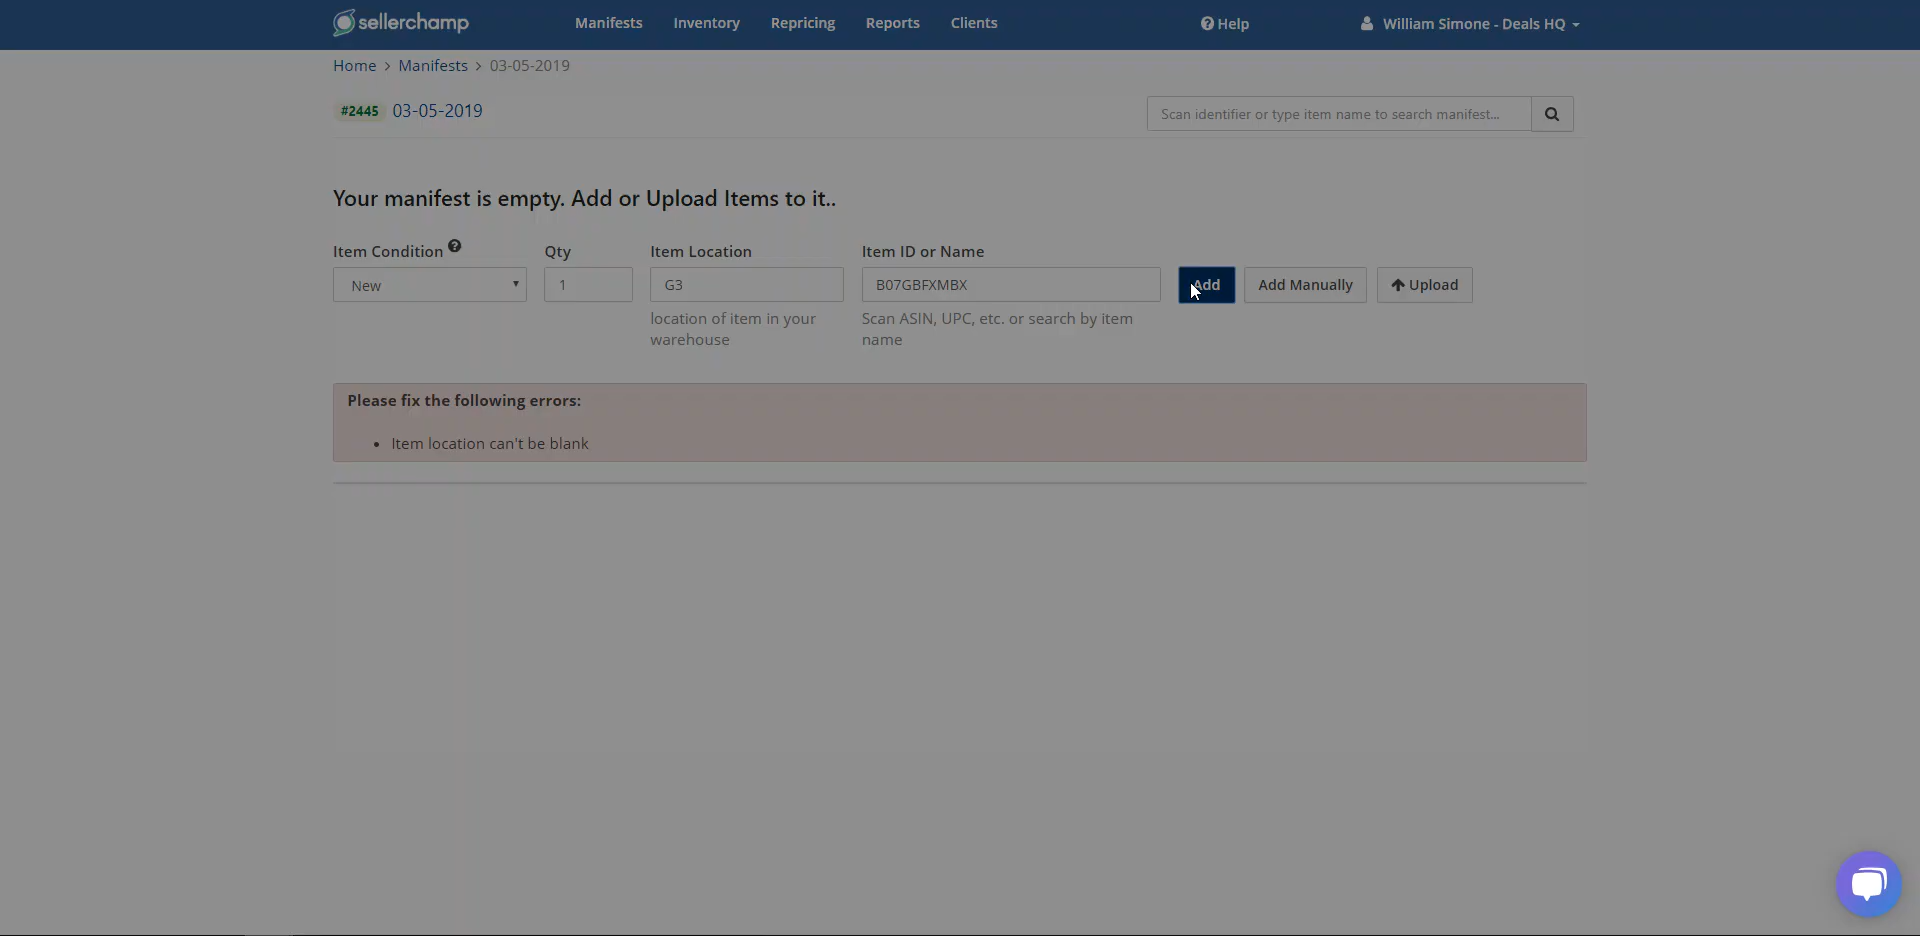 sellerchamp Manifests Inventory Repricing Reports Clients Help William Simone - Deals HQ
Home > Manifests > 03-05-2019
#2445 03-05-2019 Scan identifier or type item name to search manifest...
Your manifest is empty. Add or Upload Items to it..
Item Condition Qty Item Location Item ID or Name
New 1 G3 B07GBFXMBX Add Add Manually Upload
location of item in your Scan ASIN, UPC, etc. or search by item
warehouse name
Please fix the following errors:
• Item location can't be blank